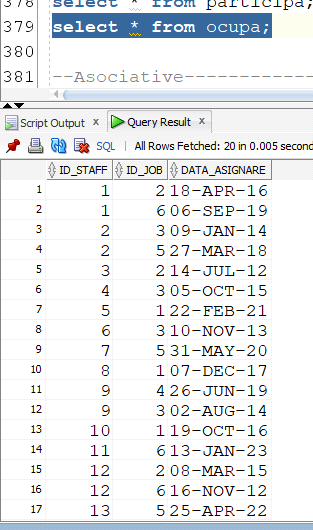 378 select * from participa;
379 select * from ocupa;
380
381 --Asociative-------------
Script Output x Query Result x
SQL | All Rows Fetched: 20 in 0.005 second
ID_STAFF ID_JOB DATA_ASIGNARE
1 1 2 18-APR-16
2 1 6 06-SEP-19
3 2 3 09-JAN-14
4 2 5 27-MAR-18
5 3 2 14-JUL-12
6 4 3 05-OCT-15
7 5 1 22-FEB-21
8 6 3 10-NOV-13
9 7 5 31-MAY-20
10 8 1 07-DEC-17
11 9 4 26-JUN-19
12 9 3 02-AUG-14
13 10 1 19-OCT-16
14 11 6 13-JAN-23
15 12 2 08-MAR-15
16 12 6 16-NOV-12
17 13 5 25-APR-22